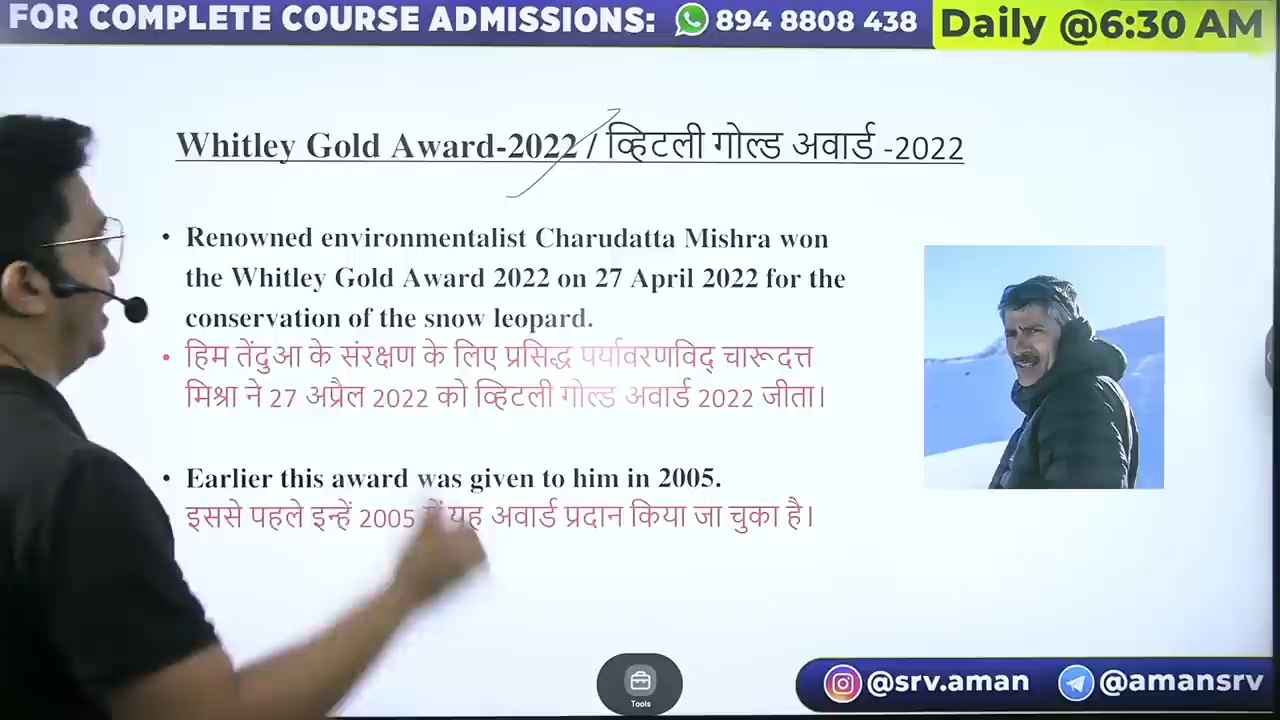 FOR COMPLETE COURSE ADMISSIONS: 894 8808 438 Daily @6:30 AM
Whitley Gold Award-2022 / व्हिटली गोल्ड अवार्ड -2022
• Renowned environmentalist Charudatta Mishra won
the Whitley Gold Award 2022 on 27 April 2022 for the
conservation of the snow leopard.
• हिम तेंदुआ के संरक्षण के लिए प्रसिद्ध पर्यावरणविद् चारूदत्त
मिश्रा ने 27 अप्रैल 2022 को व्हिटली गोल्ड अवार्ड 2022 जीता।
• Earlier this award was given to him in 2005.
इससे पहले इन्हें 2005 में यह अवार्ड प्रदान किया जा चुका है।
Tools
@srv.aman @amansrv